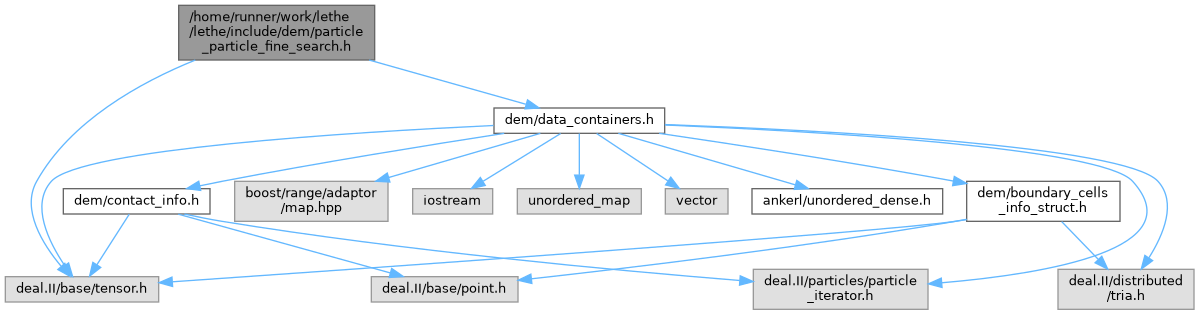 /home/runner/work/lethe
/lethe/include/dem/particle
_particle_fine_search.h
dem/data_containers.h
dem/contact_info.h
boost/range/adaptor
/map.hpp
iostream
unordered_map
vector
ankerl/unordered_dense.h
dem/boundary_cells
_info_struct.h
deal.II/base/tensor.h
deal.II/base/point.h
deal.II/particles/particle
_iterator.h
deal.II/distributed
/tria.h